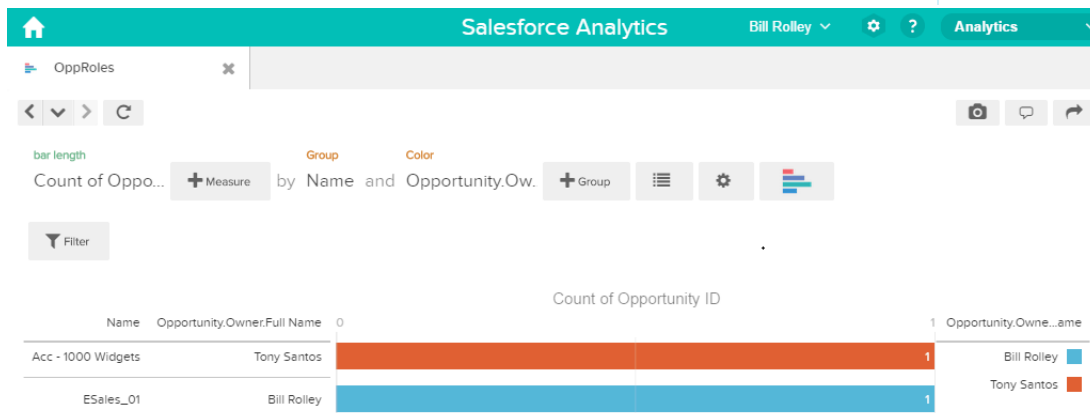 Salesforce Analytics Bill Rolley ? Analytics
OppRoles
bar length Group Color
Count of Oppo... + Measure by Name and Opportunity.Ow. + Group
Filter
Count of Opportunity ID
Name Opportunity.Owner.Full Name 0 1 Opportunity.Owne...ame
Acc - 1000 Widgets Tony Santos 1 Bill Rolley
Tony Santos
ESales_01 Bill Rolley 1